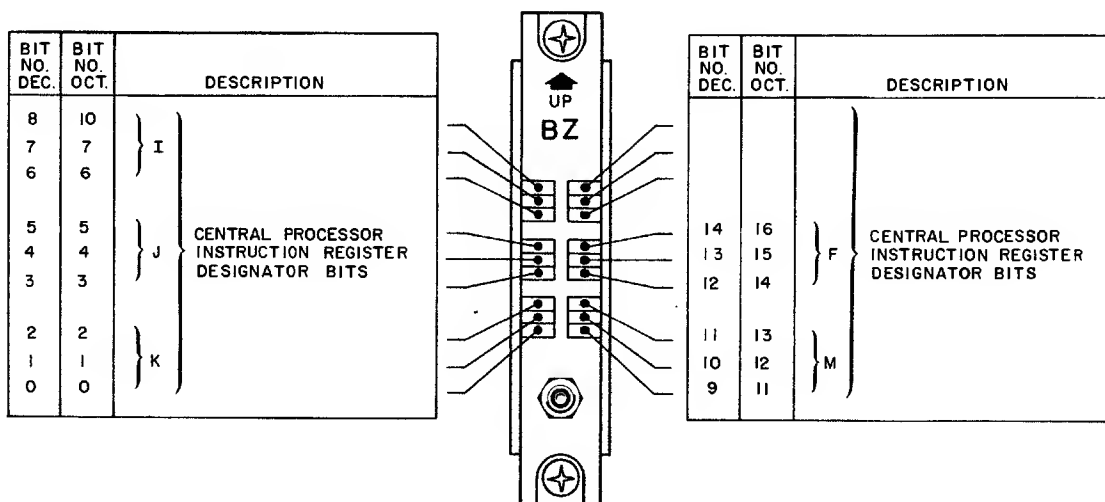 BIT NO. DEC. BIT NO. OCT. DESCRIPTION
8 10
7 7 I
6 6
5 5
4 4 J
3 3
2 2
1 1 K
0 0
CENTRAL PROCESSOR
INSTRUCTION REGISTER
DESIGNATOR BITS
UP
BZ
BIT NO. DEC. BIT NO. OCT. DESCRIPTION
14 16
13 15 F
12 14
11 13
10 12 M
9 11
CENTRAL PROCESSOR
INSTRUCTION REGISTER
DESIGNATOR BITS